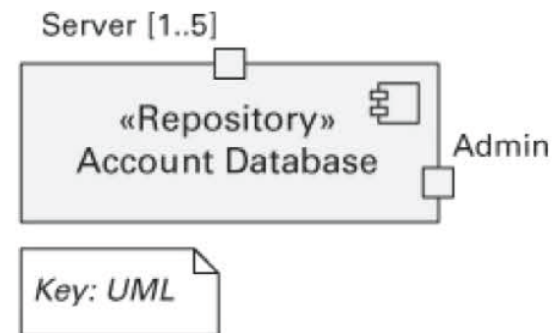 Server [1..5]
«Repository»
Account Database
Admin
Key: UML